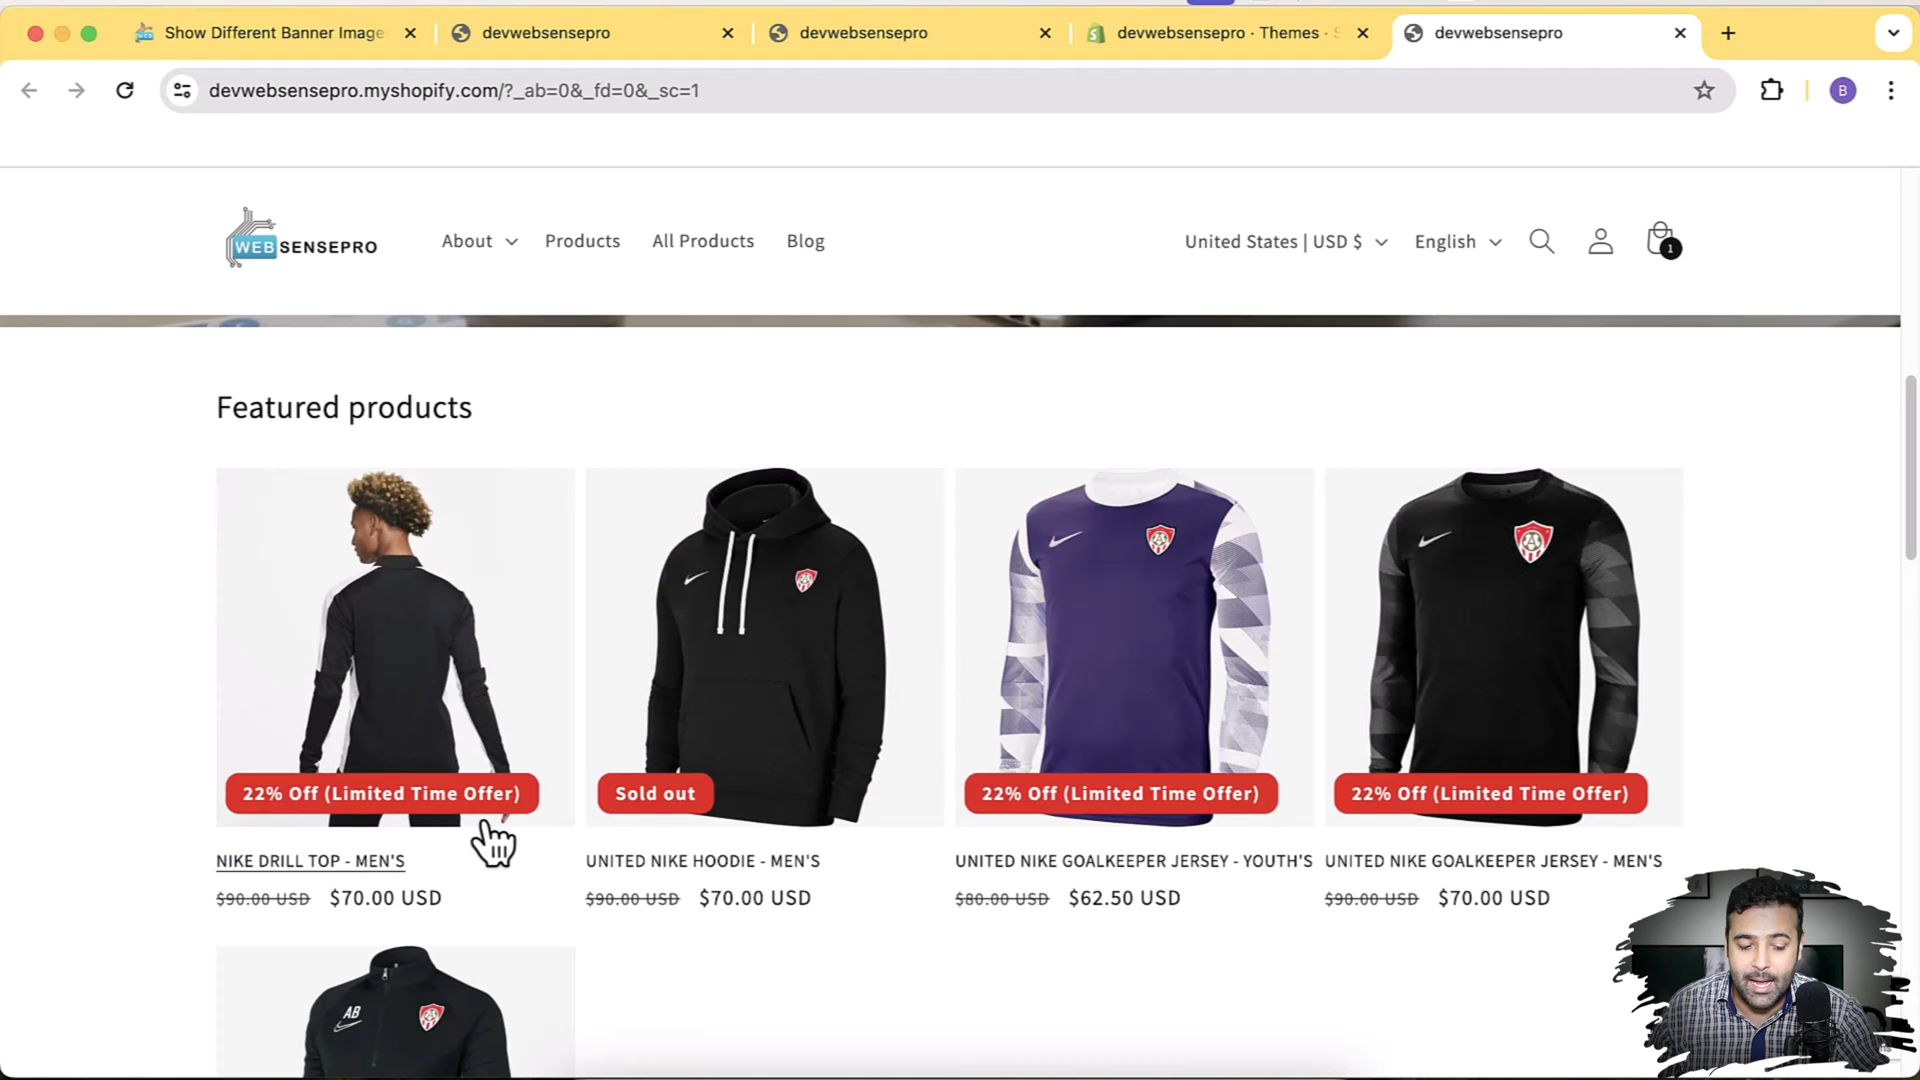 Show Different Banner Image
devwebsensepro
devwebsensepro
devwebsensepro · Themes · S
devwebsensepro
devwebsensepro.myshopify.com/?_ab=0&_fd=0&_sc=1
B
WEBSENSEPRO
About
Products
All Products
Blog
United States | USD $
English
1
Featured products
22% Off (Limited Time Offer)
Sold out
22% Off (Limited Time Offer)
22% Off (Limited Time Offer)
NIKE DRILL TOP - MEN'S
UNITED NIKE HOODIE - MEN'S
UNITED NIKE GOALKEEPER JERSEY - YOUTH'S
UNITED NIKE GOALKEEPER JERSEY - MEN'S
$90.00 USD $70.00 USD
$90.00 USD $70.00 USD
$80.00 USD $62.50 USD
$90.00 USD $70.00 USD
AB